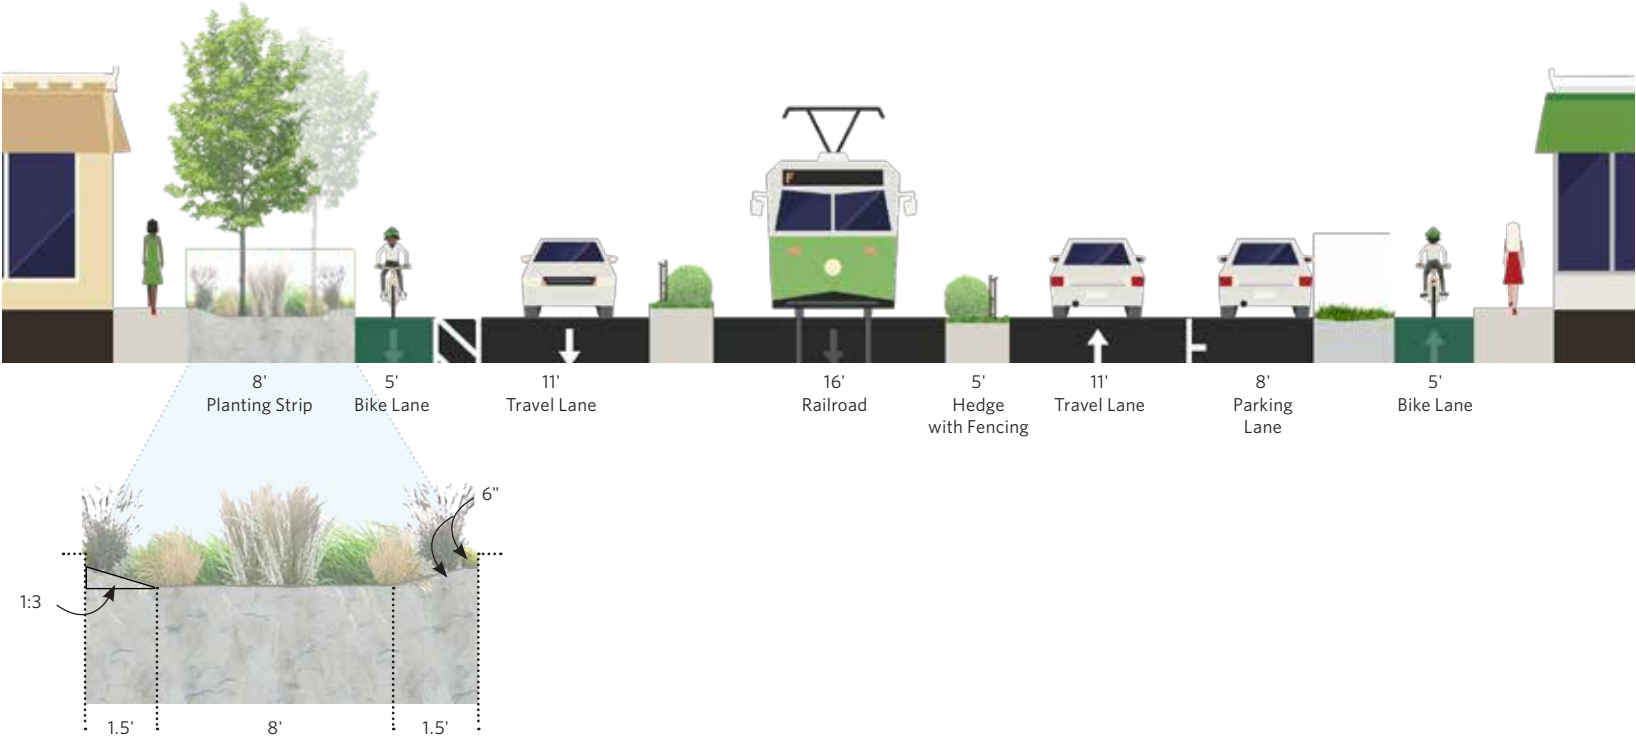 F
8'
Planting Strip
5'
Bike Lane
11'
Travel Lane
16'
Railroad
5'
Hedge
with Fencing
11'
Travel Lane
8'
Parking
Lane
5'
Bike Lane
6"
1:3
1.5'
8'
1.5'